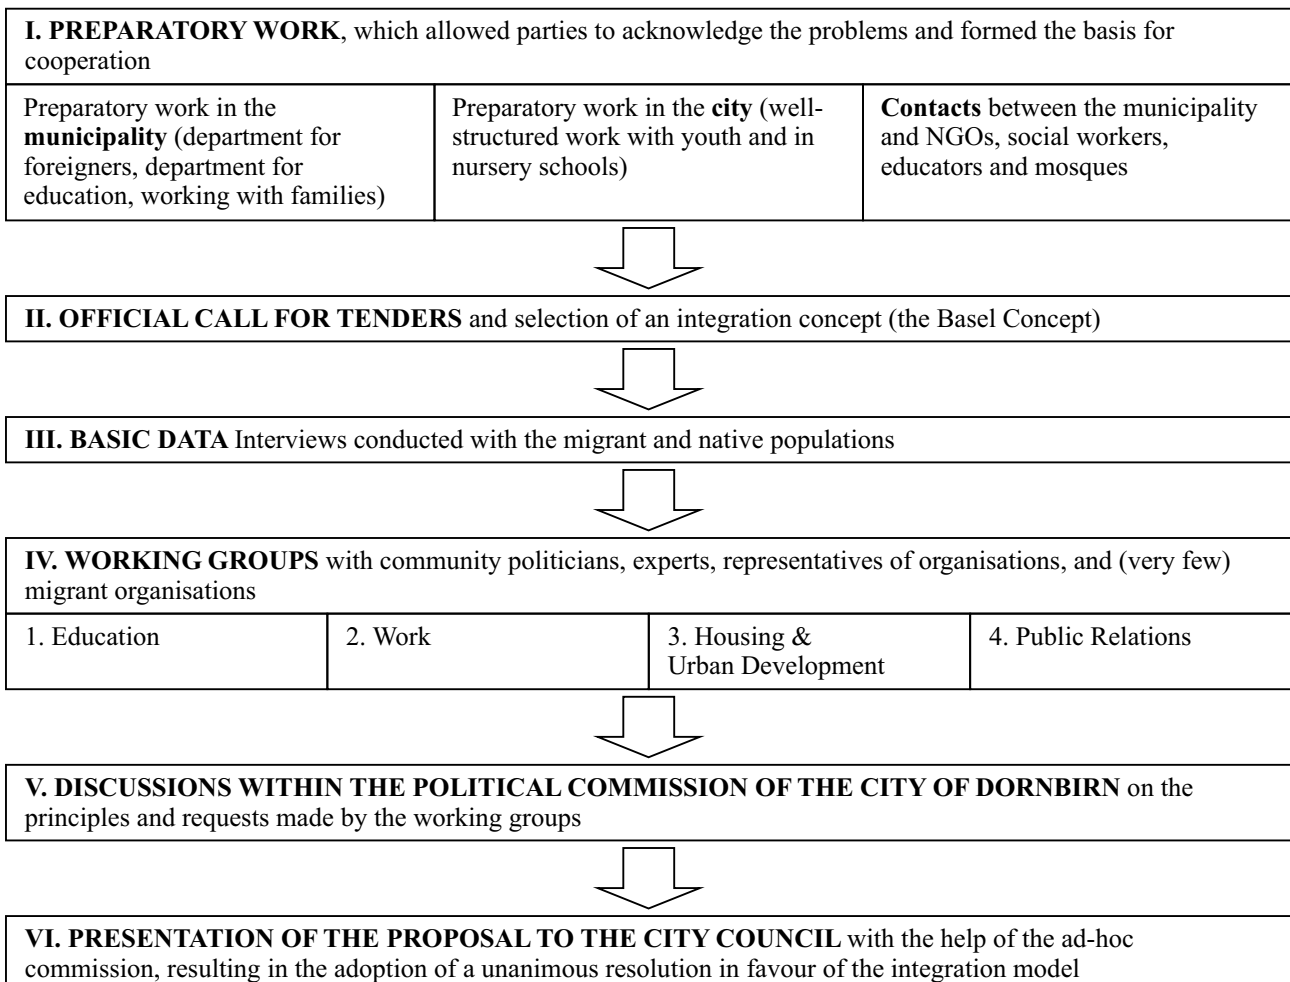 I. PREPARATORY WORK, which allowed parties to acknowledge the problems and formed the basis for
cooperation
Preparatory work in the
municipality (department for
foreigners, department for
education, working with families)
Preparatory work in the city (well-
structured work with youth and in
nursery schools)
Contacts between the municipality
and NGOs, social workers,
educators and mosques
II. OFFICIAL CALL FOR TENDERS and selection of an integration concept (the Basel Concept)
III. BASIC DATA Interviews conducted with the migrant and native populations
IV. WORKING GROUPS with community politicians, experts, representatives of organisations, and (very few)
migrant organisations
1. Education
2. Work
3. Housing &
Urban Development
4. Public Relations
V. DISCUSSIONS WITHIN THE POLITICAL COMMISSION OF THE CITY OF DORNBIRN on the
principles and requests made by the working groups
VI. PRESENTATION OF THE PROPOSAL TO THE CITY COUNCIL with the help of the ad-hoc
commission, resulting in the adoption of a unanimous resolution in favour of the integration model